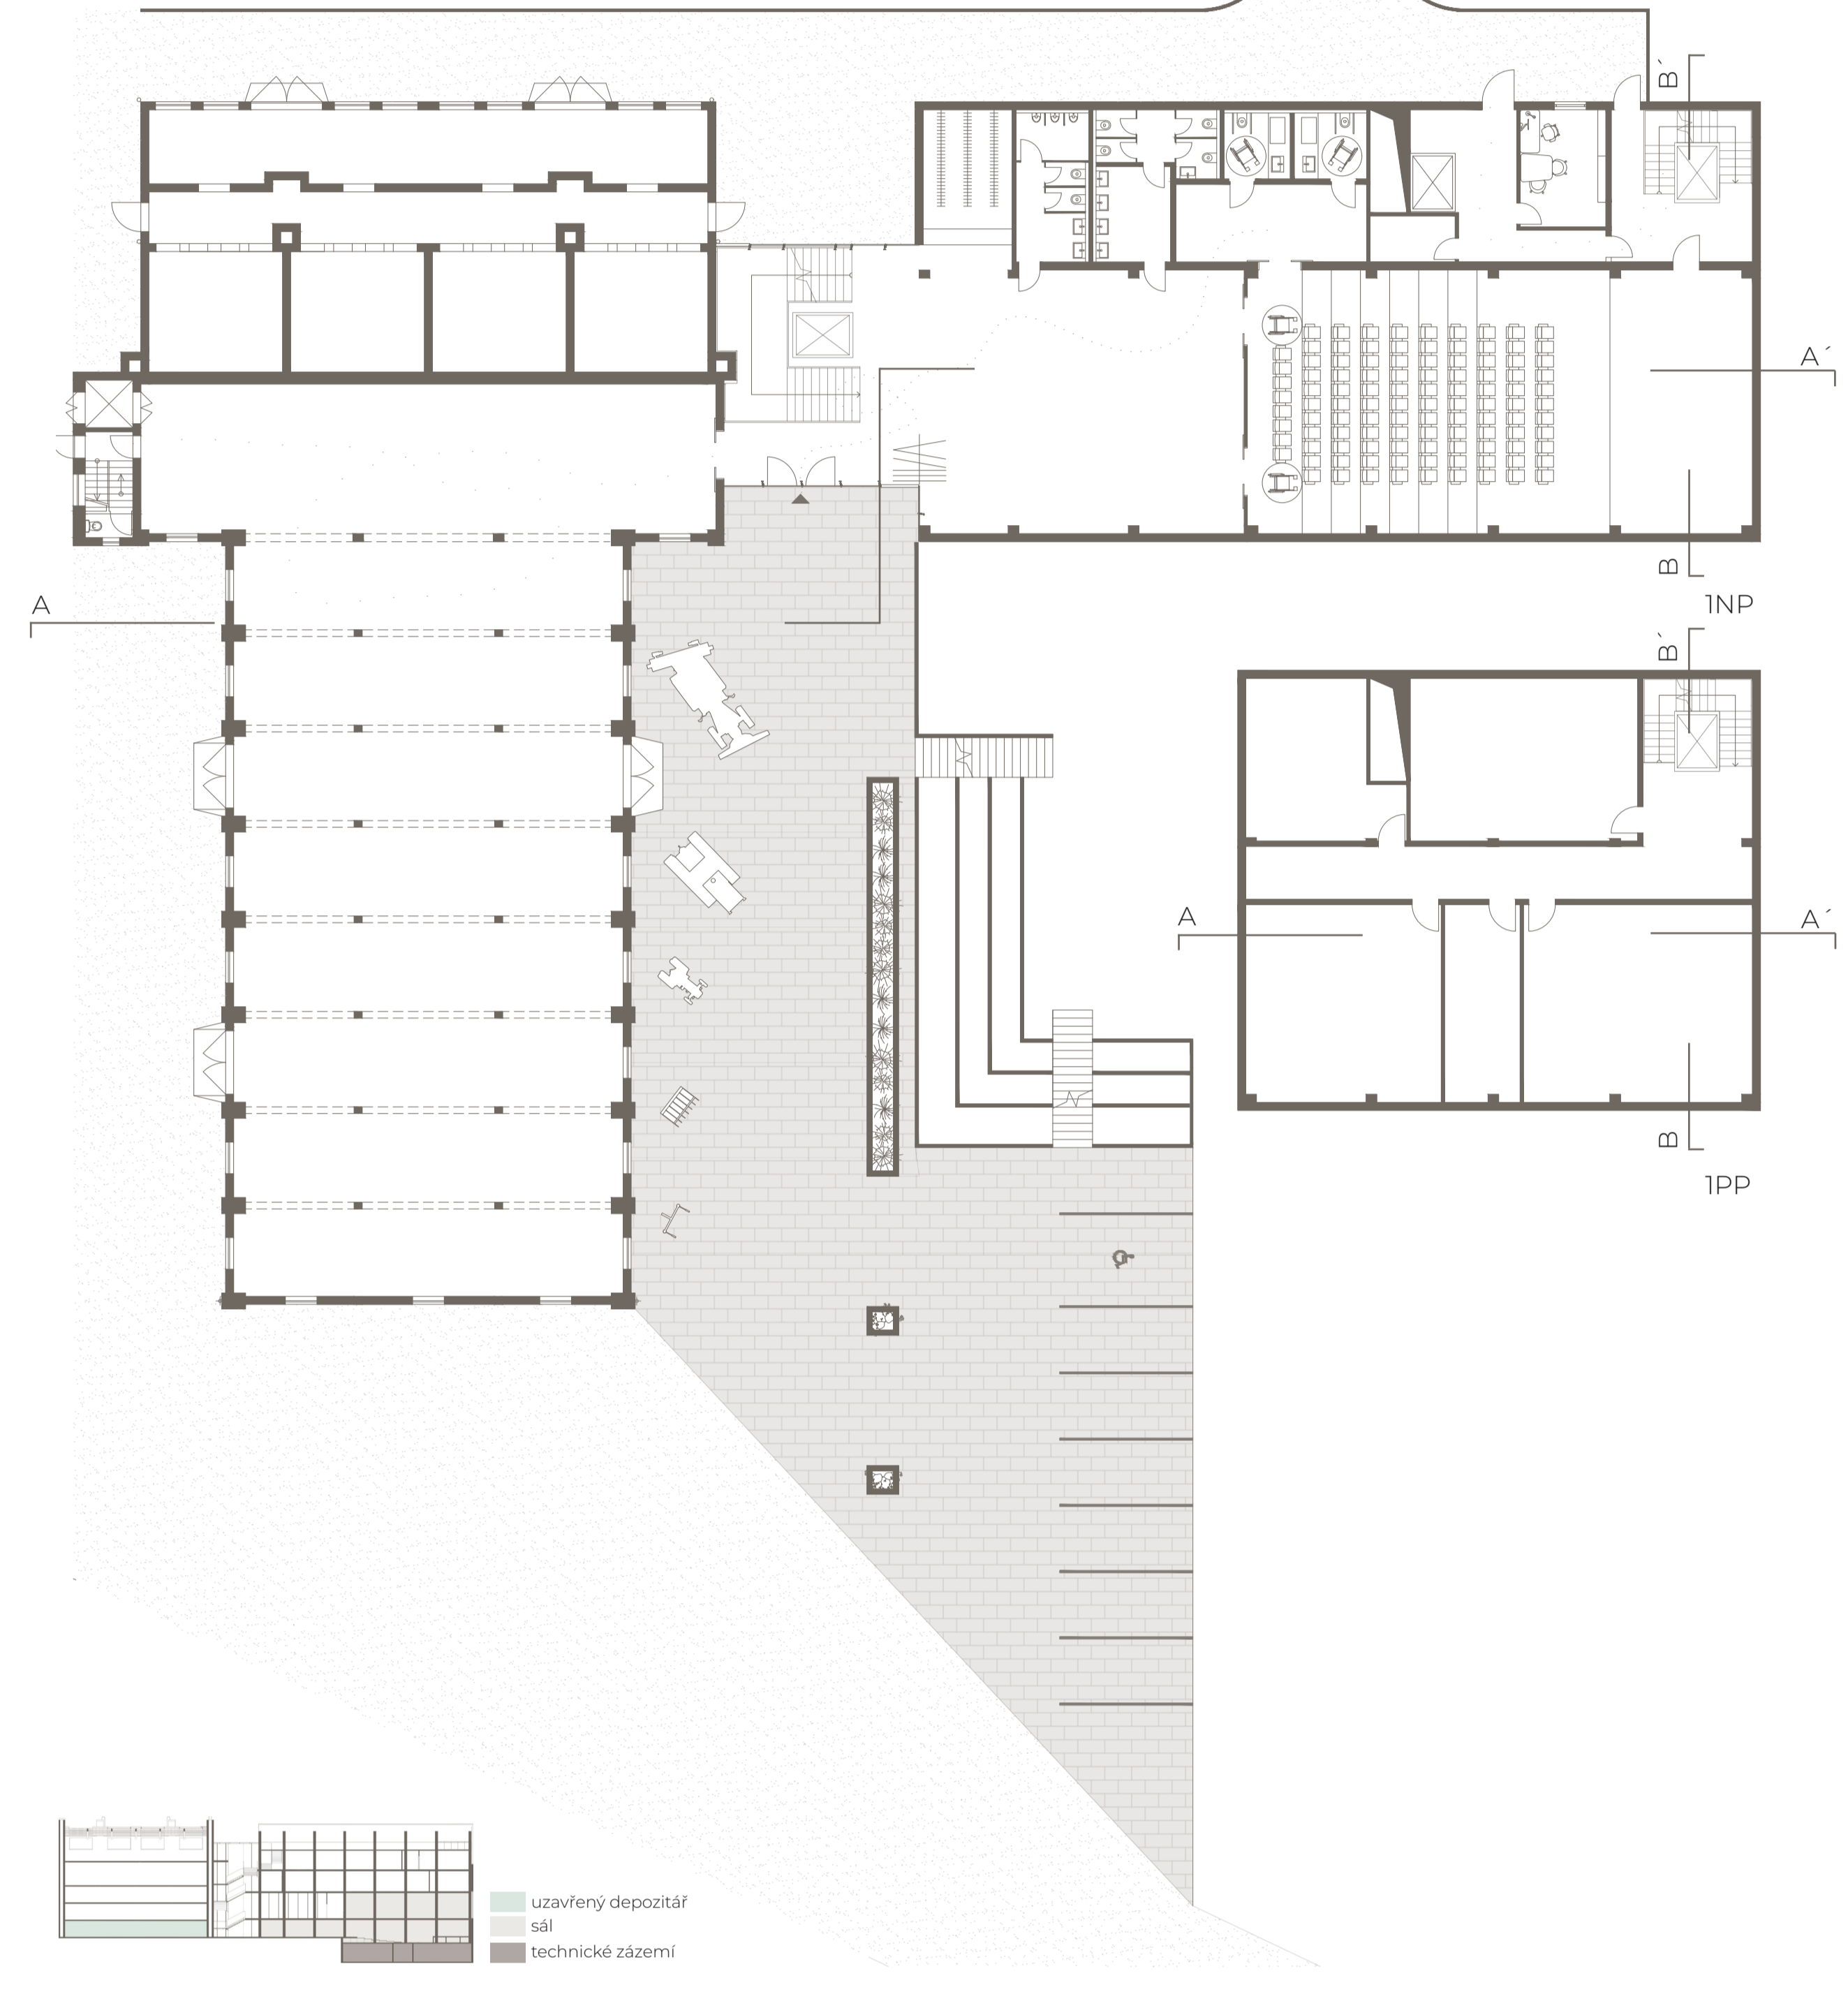 B´
A´
B
1NP
A
B´
A
A´
B
1PP
uzavřený depozitář
sál
technické zázemí